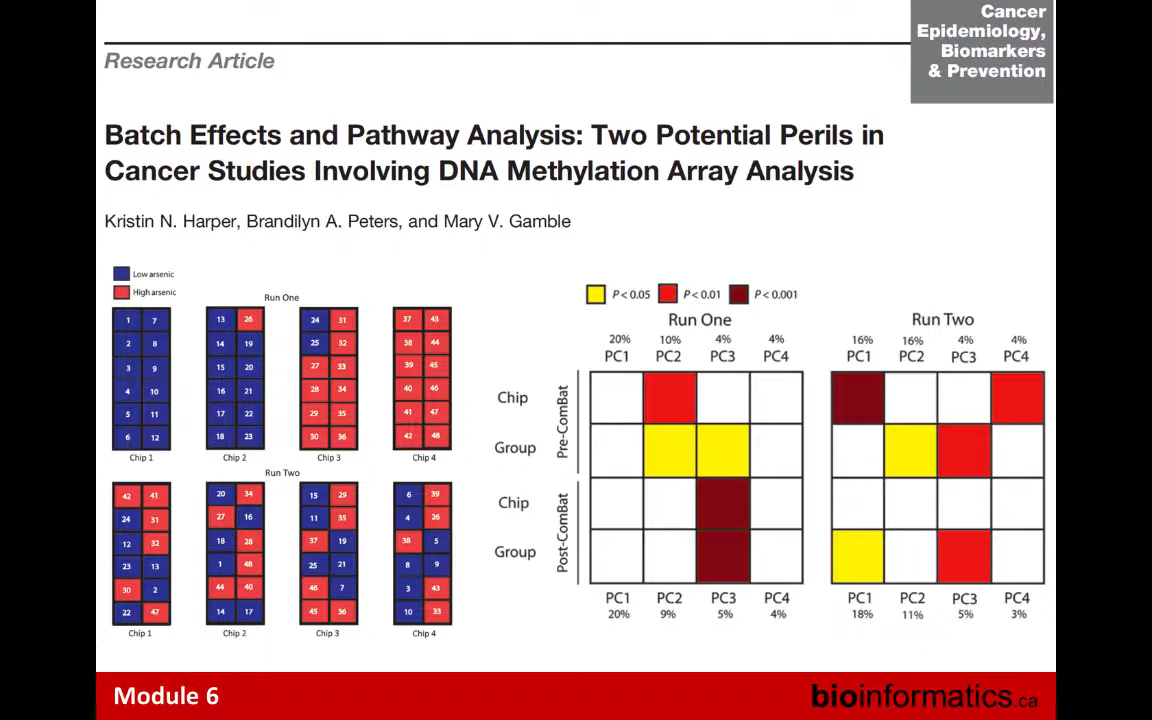 Cancer
Epidemiology,
Biomarkers
& Prevention
Research Article
Batch Effects and Pathway Analysis: Two Potential Perils in
Cancer Studies Involving DNA Methylation Array Analysis
Kristin N. Harper, Brandilyn A. Peters, and Mary V. Gamble
Low arsenic
High arsenic
Run One
1 7 13 26 24 31 37 43
2 8 14 19 25 32 38 44
3 9 15 20 27 33 39 45
4 10 16 21 28 34 40 46
5 11 17 22 29 35 41 47
6 12 18 23 30 36 42 48
Chip 1 Chip 2 Chip 3 Chip 4
Run Two
42 41 20 34 15 29 6 39
24 31 27 16 11 35 4 26
12 32 18 28 37 19 38 5
23 13 1 48 25 21 8 9
30 2 44 40 46 7 3 43
22 47 14 17 45 36 10 33
Chip 1 Chip 2 Chip 3 Chip 4
P < 0.05 P < 0.01 P < 0.001
Run One Run Two
20% 10% 4% 4% 16% 16% 4% 4%
PC1 PC2 PC3 PC4 PC1 PC2 PC3 PC4
Chip
Group
Pre-ComBat
Chip
Group
Post-ComBat
PC1 PC2 PC3 PC4 PC1 PC2 PC3 PC4
20% 9% 5% 4% 18% 11% 5% 3%
Module 6
bioinformatics.ca